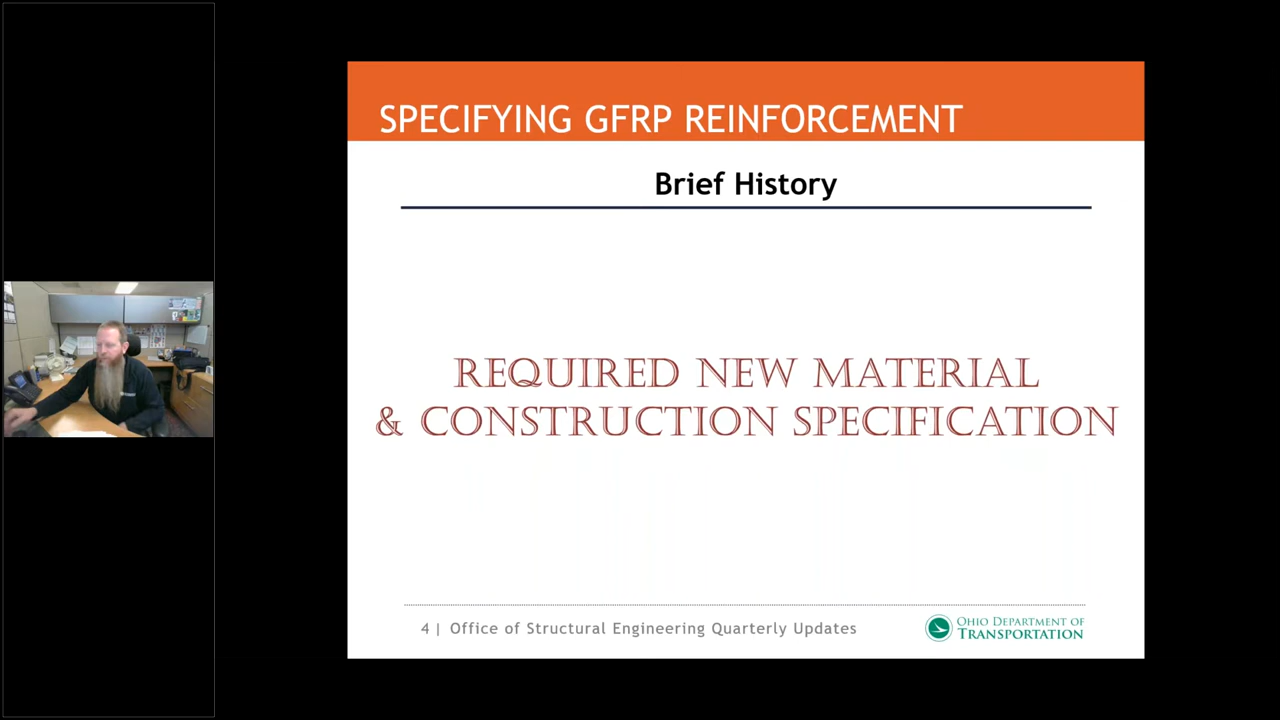 SPECIFYING GFRP REINFORCEMENT
Brief History
REQUIRED NEW MATERIAL
& CONSTRUCTION SPECIFICATION
4 | Office of Structural Engineering Quarterly Updates
OHIO DEPARTMENT OF
TRANSPORTATION